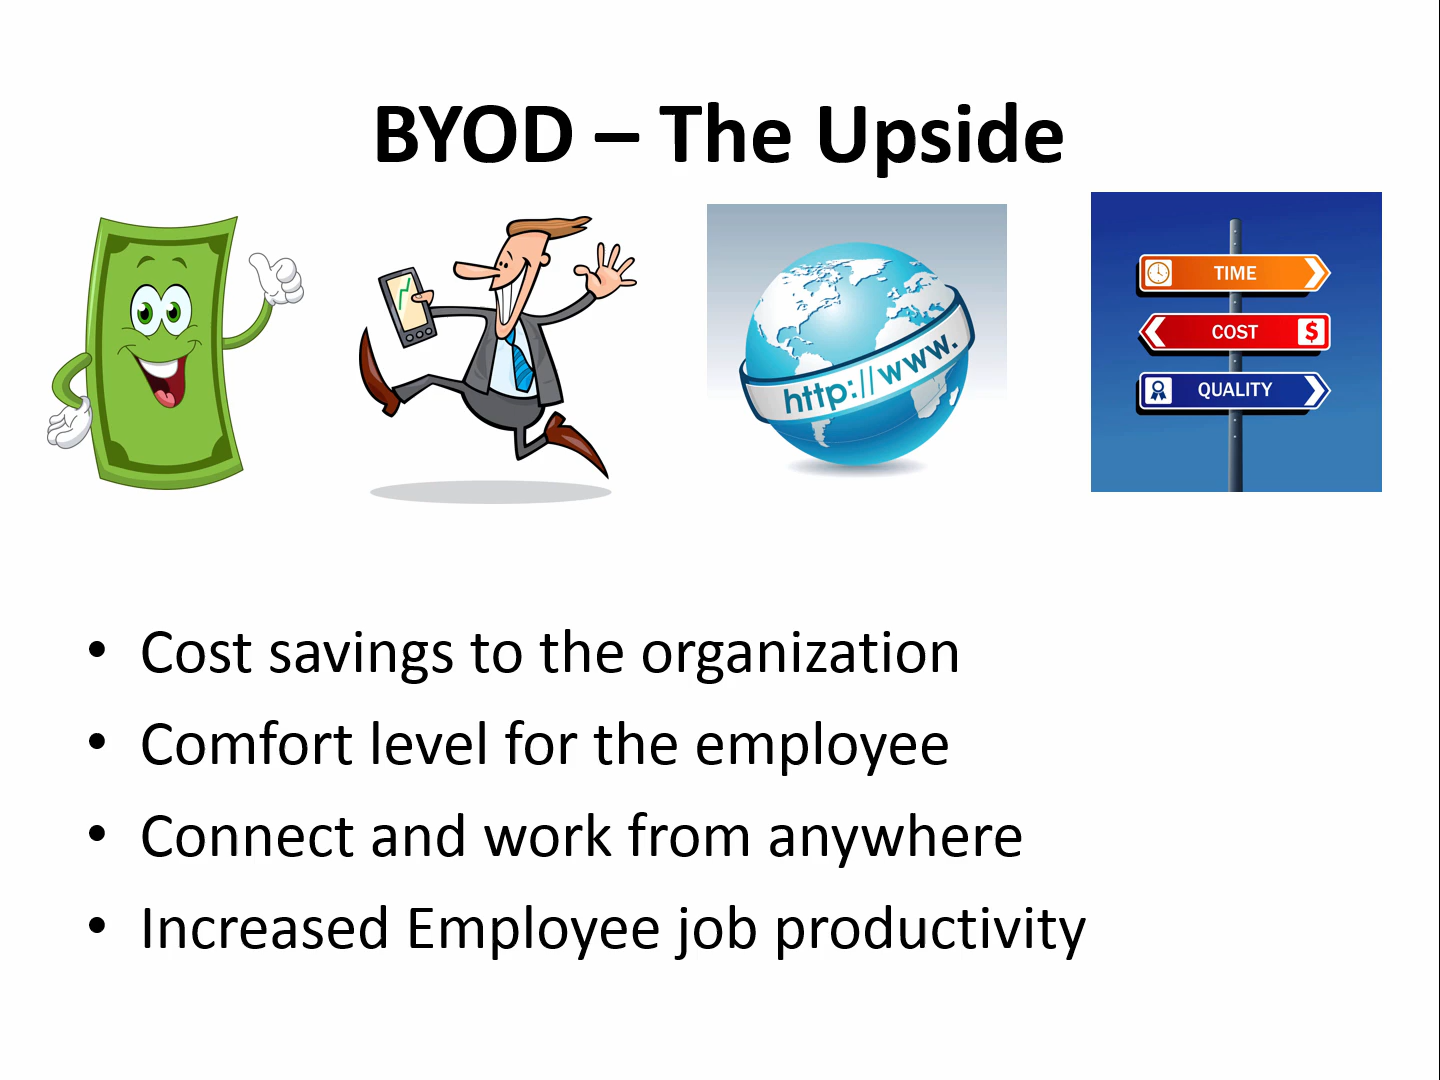 BYOD – The Upside
http://www.
TIME
COST $
QUALITY
• Cost savings to the organization
• Comfort level for the employee
• Connect and work from anywhere
• Increased Employee job productivity